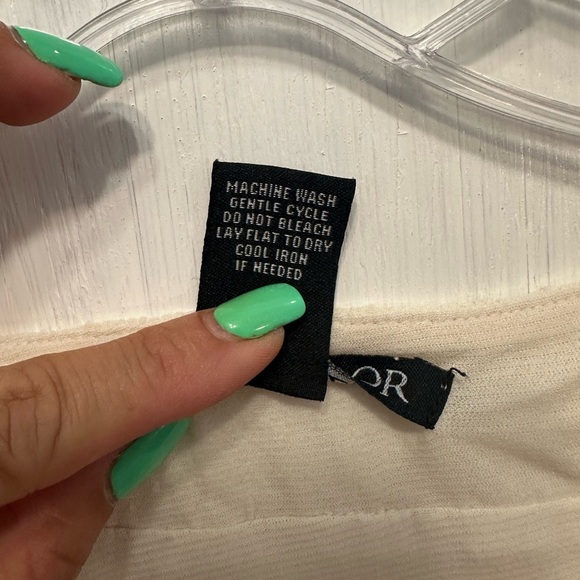 MACHINE WASH
GENTLE CYCLE
DO NOT BLEACH
LAY FLAT TO DRY
COOL IRON
IF NEEDED
OR